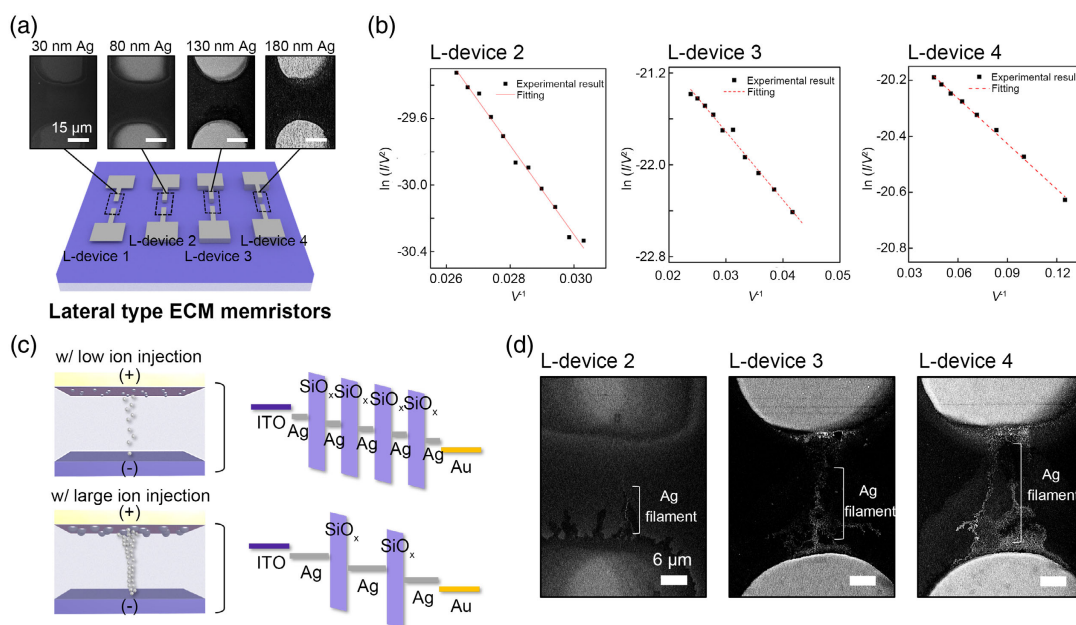 (a)
30 nm Ag 80 nm Ag 130 nm Ag 180 nm Ag
15 μm
L-device 1
L-device 2
L-device 3
L-device 4
Lateral type ECM memristors
(b)
L-device 2
Experimental result
Fitting
ln (I/V²)
-29.6
-30.0
-30.4
0.026 0.028 0.030
V⁻¹
L-device 3
Experimental result
Fitting
ln (I/V²)
-21.2
-22.0
-22.8
0.02 0.03 0.04 0.05
V⁻¹
L-device 4
Experimental result
Fitting
ln (I/V²)
-20.2
-20.4
-20.6
-20.8
0.03 0.06 0.09 0.12
V⁻¹
(c)
w/ low ion injection
(+)
(-)
SiOₓ SiOₓ SiOₓ SiOₓ
ITO
Ag Ag Ag Ag Ag
Au
w/ large ion injection
(+)
(-)
SiOₓ SiOₓ
ITO
Ag Ag Ag
Au
(d)
L-device 2 L-device 3 L-device 4
Ag
filament
6 μm
Ag
filament
Ag
filament